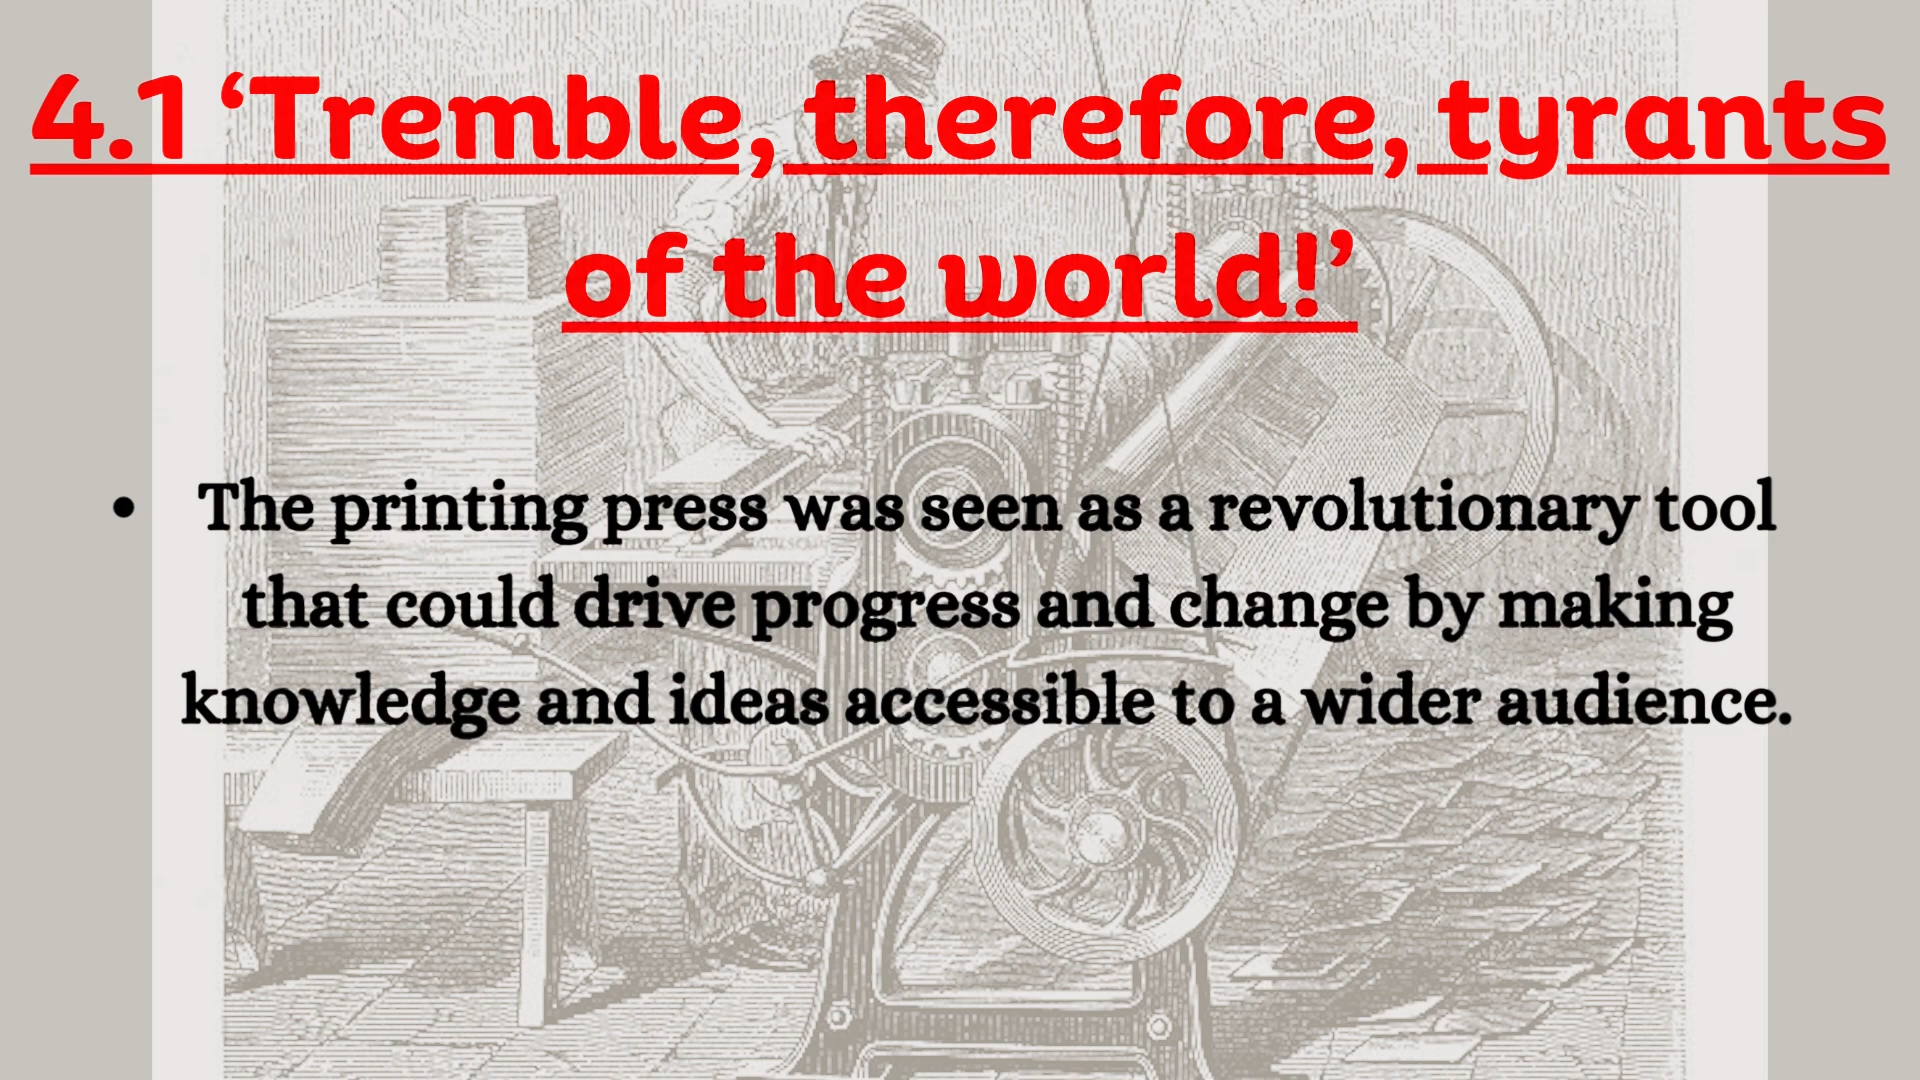 4.1 ‘Tremble, therefore, tyrants
of the world!’
• The printing press was seen as a revolutionary tool
that could drive progress and change by making
knowledge and ideas accessible to a wider audience.